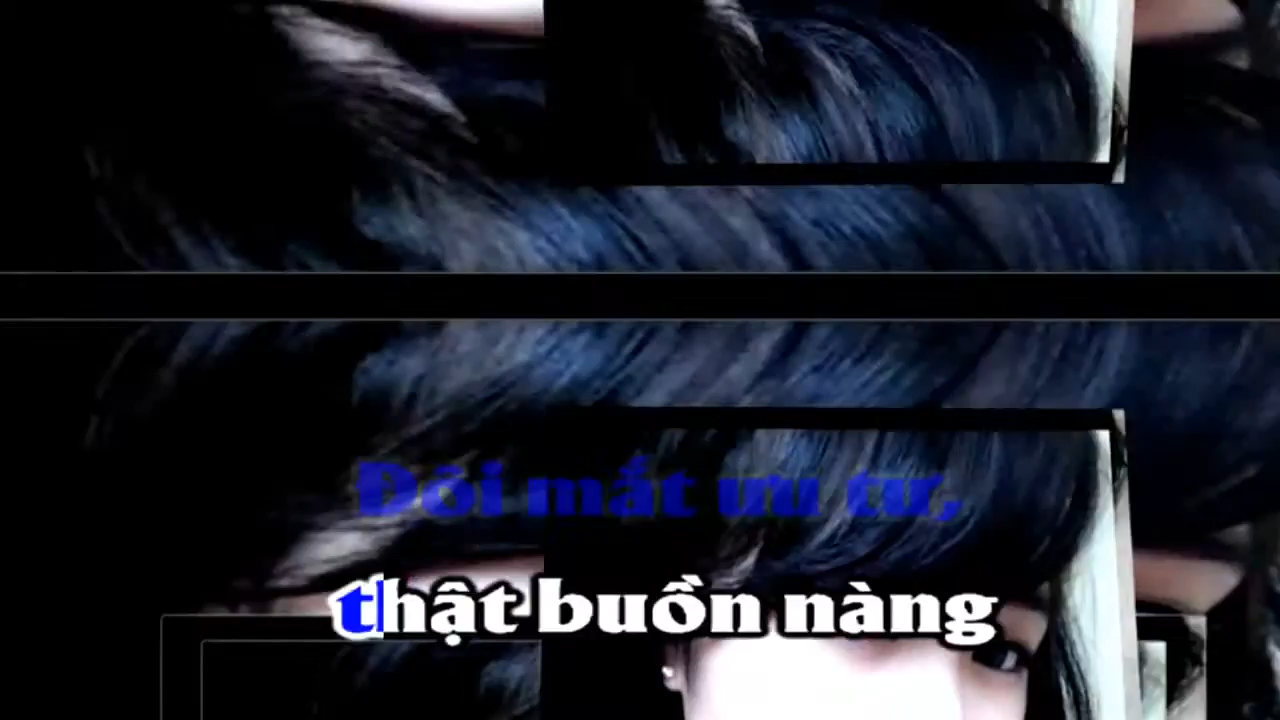 Đôi mắt ưu tư,
thật buồn nàng